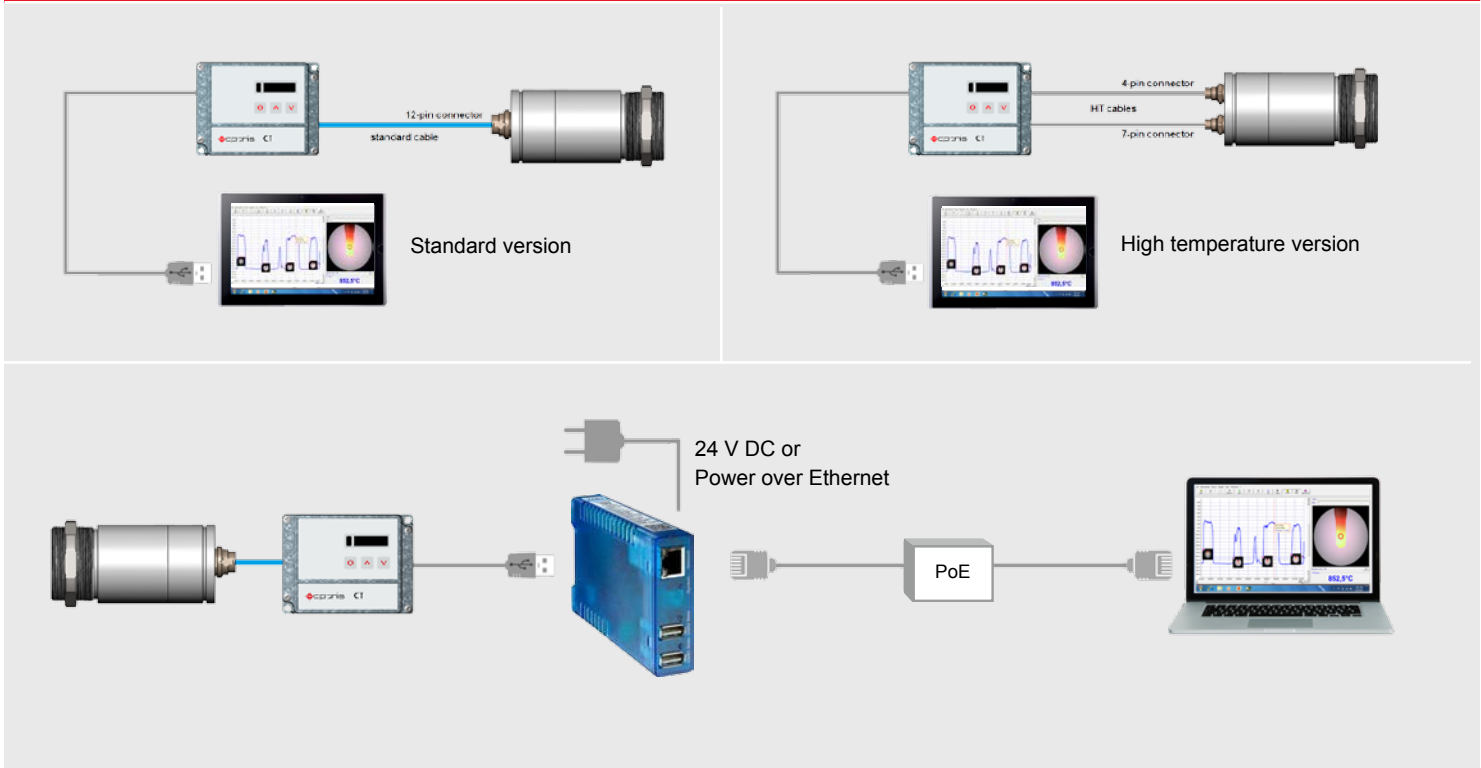 12-pin connector
standard cable
optris CT
852,5°C
Standard version
4-pin connector
HT cables
7-pin connector
optris CT
852,5°C
High temperature version
24 V DC or
Power over Ethernet
optris CT
PoE
852,5°C